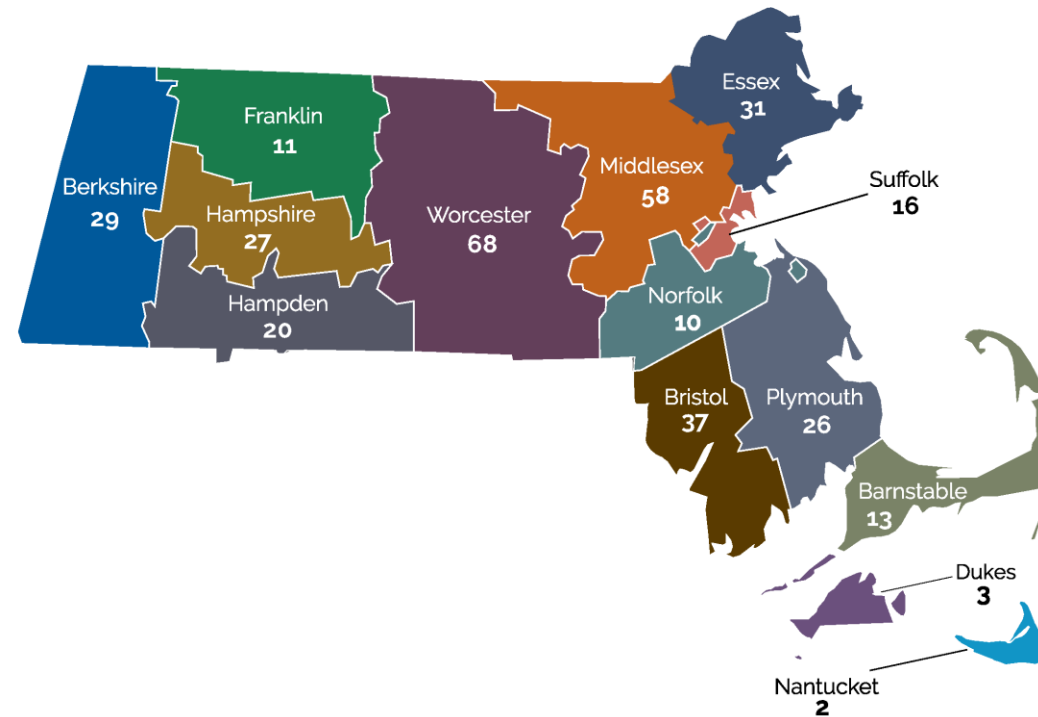 Essex
31
Franklin
11
Middlesex
58
Suffolk
16
Berkshire
29
Hampshire
27
Worcester
68
Hampden
20
Norfolk
10
Bristol
37
Plymouth
26
Barnstable
13
Dukes
3
Nantucket
2